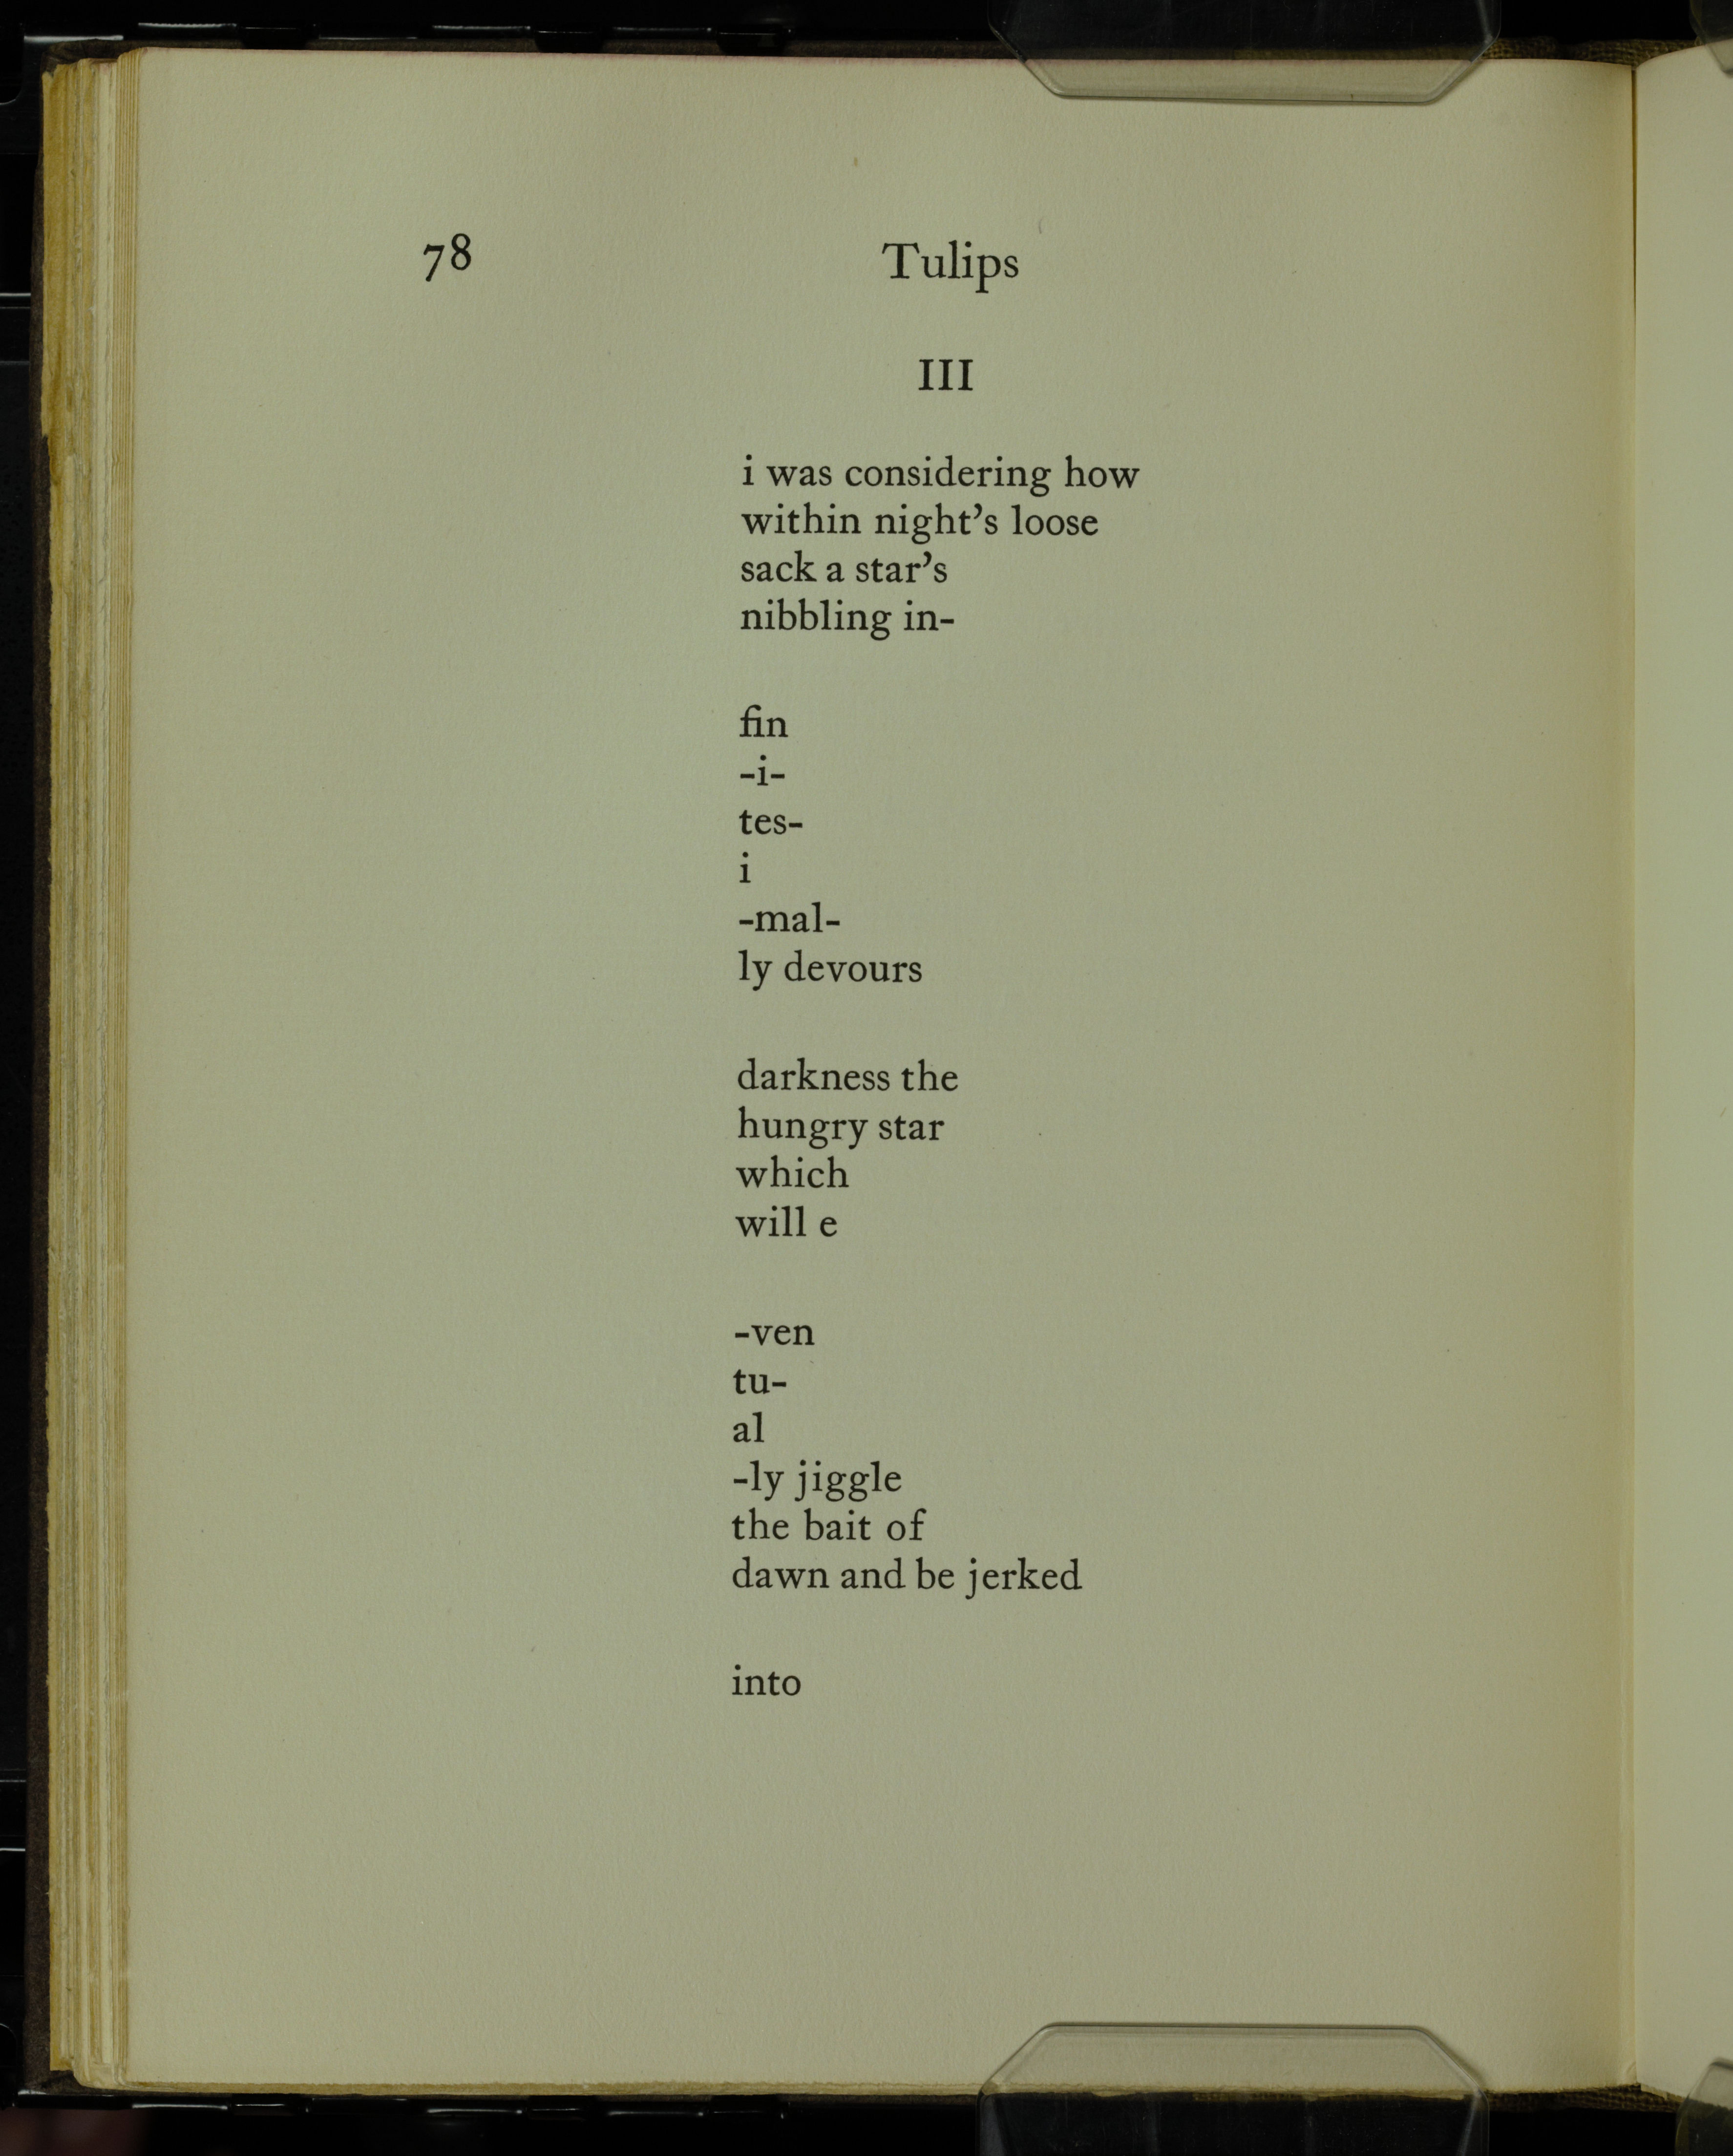 78 Tulips
III
i was considering how
within night’s loose
sack a star’s
nibbling in-
fin
-i-
tes-
i
-mal-
ly devours
darkness the
hungry star
which
will e
-ven
tu-
al
-ly jiggle
the bait of
dawn and be jerked
into